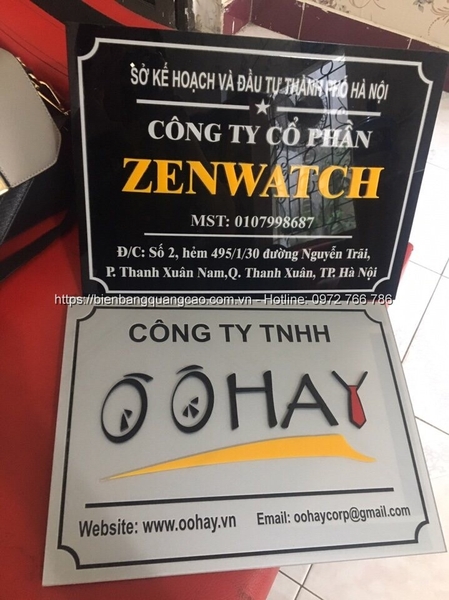 SỞ KẾ HOẠCH VÀ ĐẦU TƯ THÀNH PHỐ HÀ NỘI
CÔNG TY CỔ PHẦN
ZENWATCH
MST: 0107998687
Đ/C: Số 2, hẻm 495/1/30 đường Nguyễn Trãi,
P. Thanh Xuân Nam,Q. Thanh Xuân, TP. Hà Nội
https://bienbangquangcao.com.vn - Hotline: 0972 766 786
CÔNG TY TNHH
OÔHAY
Website: www.oohay.vn Email: oohaycorp@gmail.com